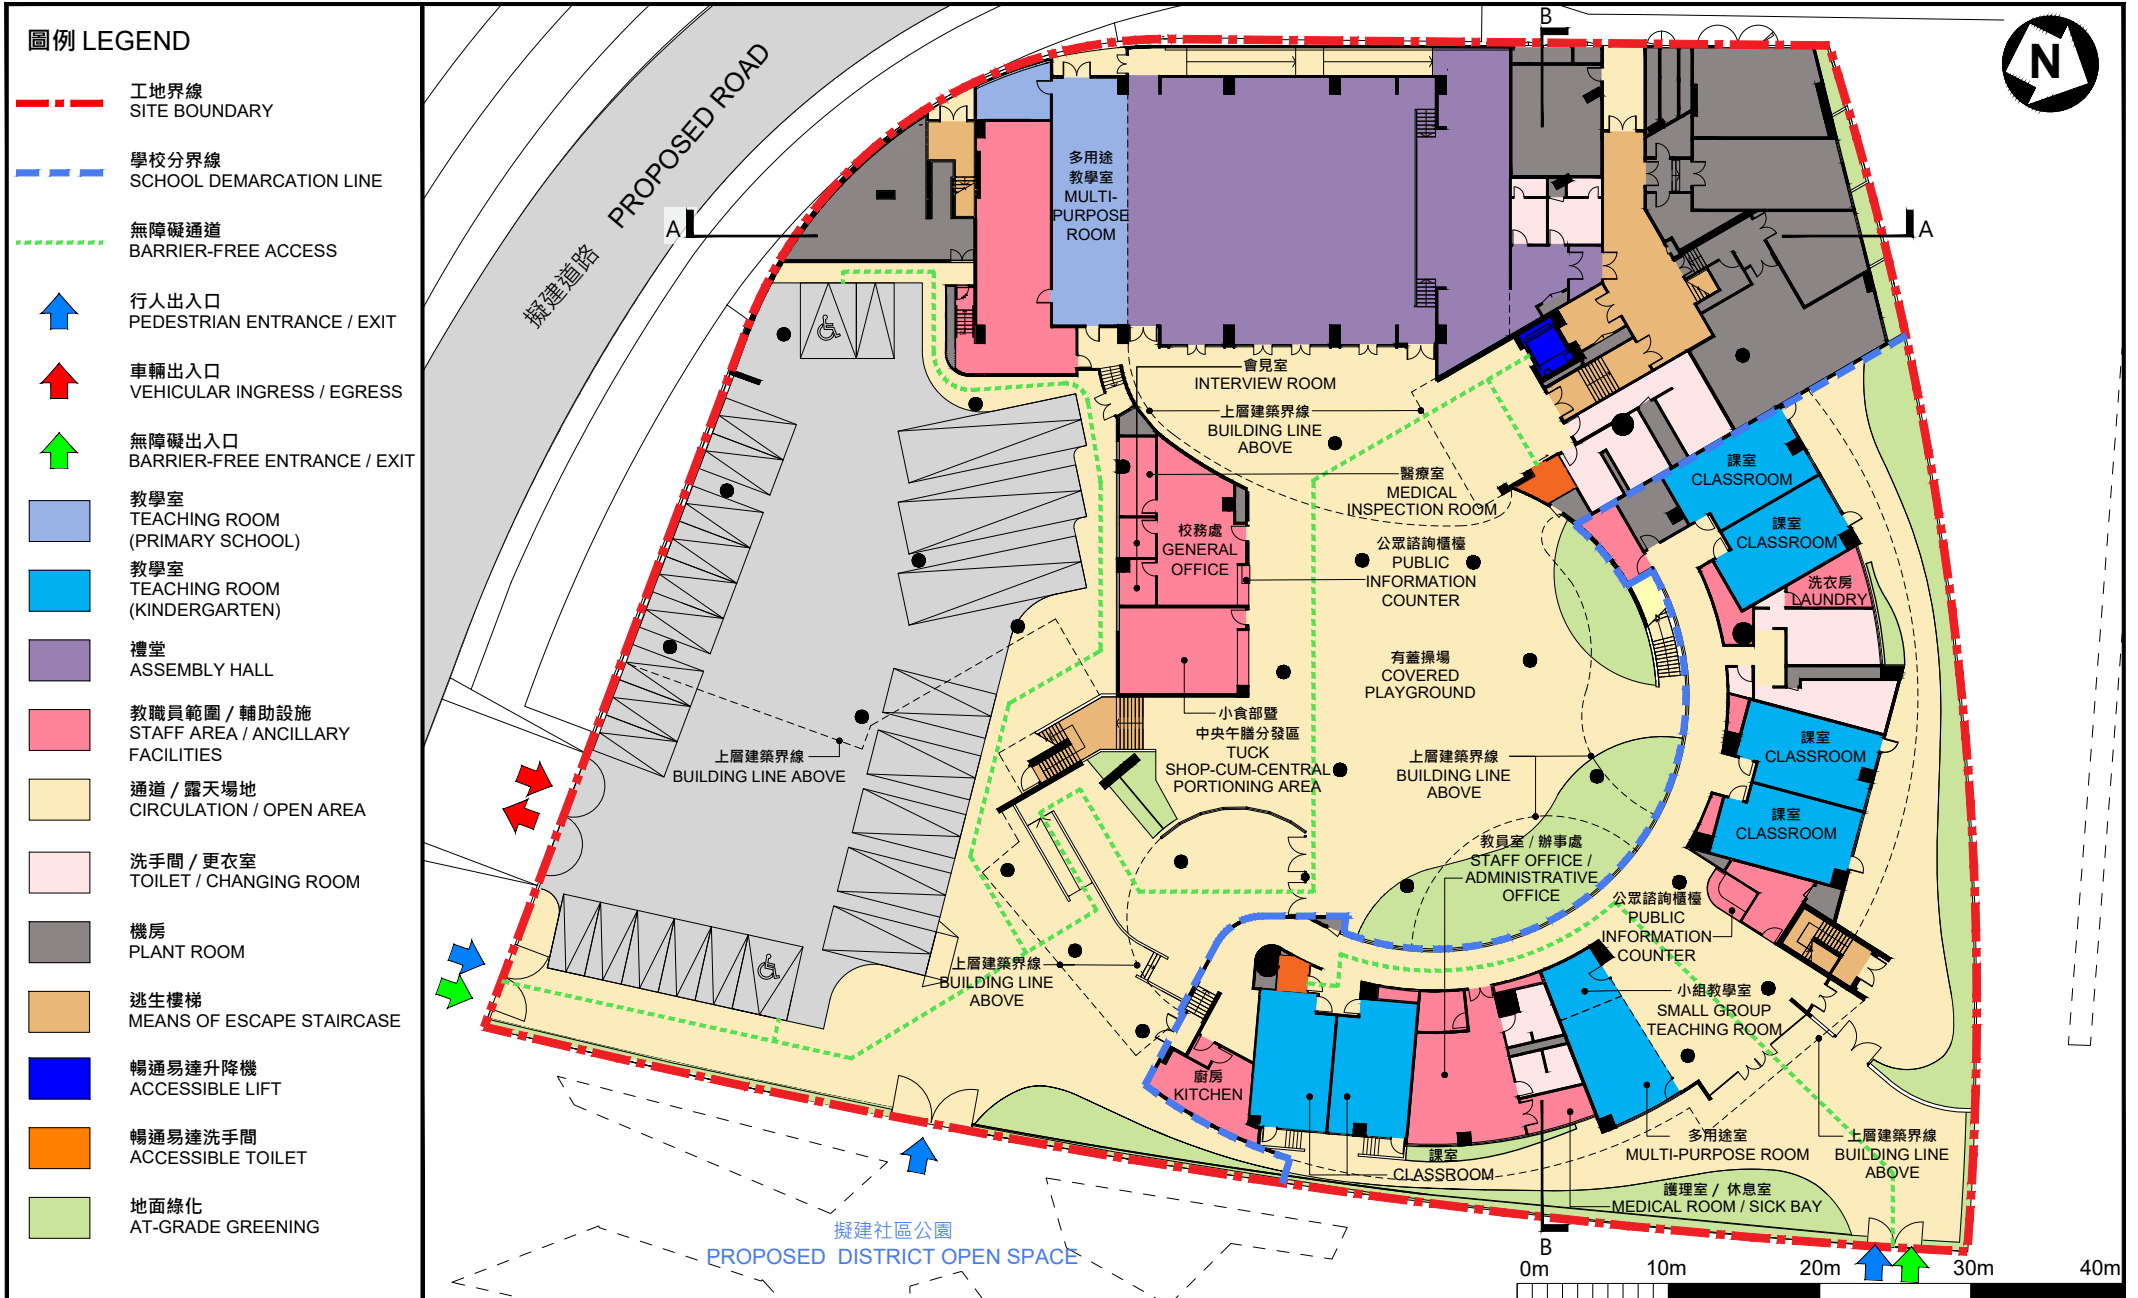 圖例 LEGEND
工地界線
SITE BOUNDARY
學校分界線
SCHOOL DEMARCATION LINE
無障礙通道
BARRIER-FREE ACCESS
行人出入口
PEDESTRIAN ENTRANCE / EXIT
車輛出入口
VEHICULAR INGRESS / EGRESS
無障礙出入口
BARRIER-FREE ENTRANCE / EXIT
教學室
TEACHING ROOM
(PRIMARY SCHOOL)
教學室
TEACHING ROOM
(KINDERGARTEN)
禮堂
ASSEMBLY HALL
教職員範圍 / 輔助設施
STAFF AREA / ANCILLARY
FACILITIES
通道 / 露天場地
CIRCULATION / OPEN AREA
洗手間 / 更衣室
TOILET / CHANGING ROOM
機房
PLANT ROOM
逃生樓梯
MEANS OF ESCAPE STAIRCASE
暢通易達升降機
ACCESSIBLE LIFT
暢通易達洗手間
ACCESSIBLE TOILET
地面綠化
AT-GRADE GREENING
擬建道路 PROPOSED ROAD
B
N
A
A
多用途
教學室
MULTI-
PURPOSE
ROOM
會見室
INTERVIEW ROOM
上層建築界線
BUILDING LINE
ABOVE
醫療室
MEDICAL
INSPECTION ROOM
校務處
GENERAL
OFFICE
公眾諮詢櫃檯
PUBLIC
INFORMATION
COUNTER
課室
CLASSROOM
課室
CLASSROOM
洗衣房
LAUNDRY
有蓋操場
COVERED
PLAYGROUND
小食部暨
中央午膳分發區
TUCK
SHOP-CUM-CENTRAL
PORTIONING AREA
上層建築界線
BUILDING LINE ABOVE
上層建築界線
BUILDING LINE
ABOVE
課室
CLASSROOM
課室
CLASSROOM
教員室 / 辦事處
STAFF OFFICE /
ADMINISTRATIVE
OFFICE
公眾諮詢櫃檯
PUBLIC
INFORMATION
COUNTER
上層建築界線
BUILDING LINE
ABOVE
小組教學室
SMALL GROUP
TEACHING ROOM
廚房
KITCHEN
課室
CLASSROOM
多用途室
MULTI-PURPOSE ROOM
上層建築界線
BUILDING LINE
ABOVE
護理室 / 休息室
MEDICAL ROOM / SICK BAY
擬建社區公園
PROPOSED DISTRICT OPEN SPACE
B
0m 10m 20m 30m 40m